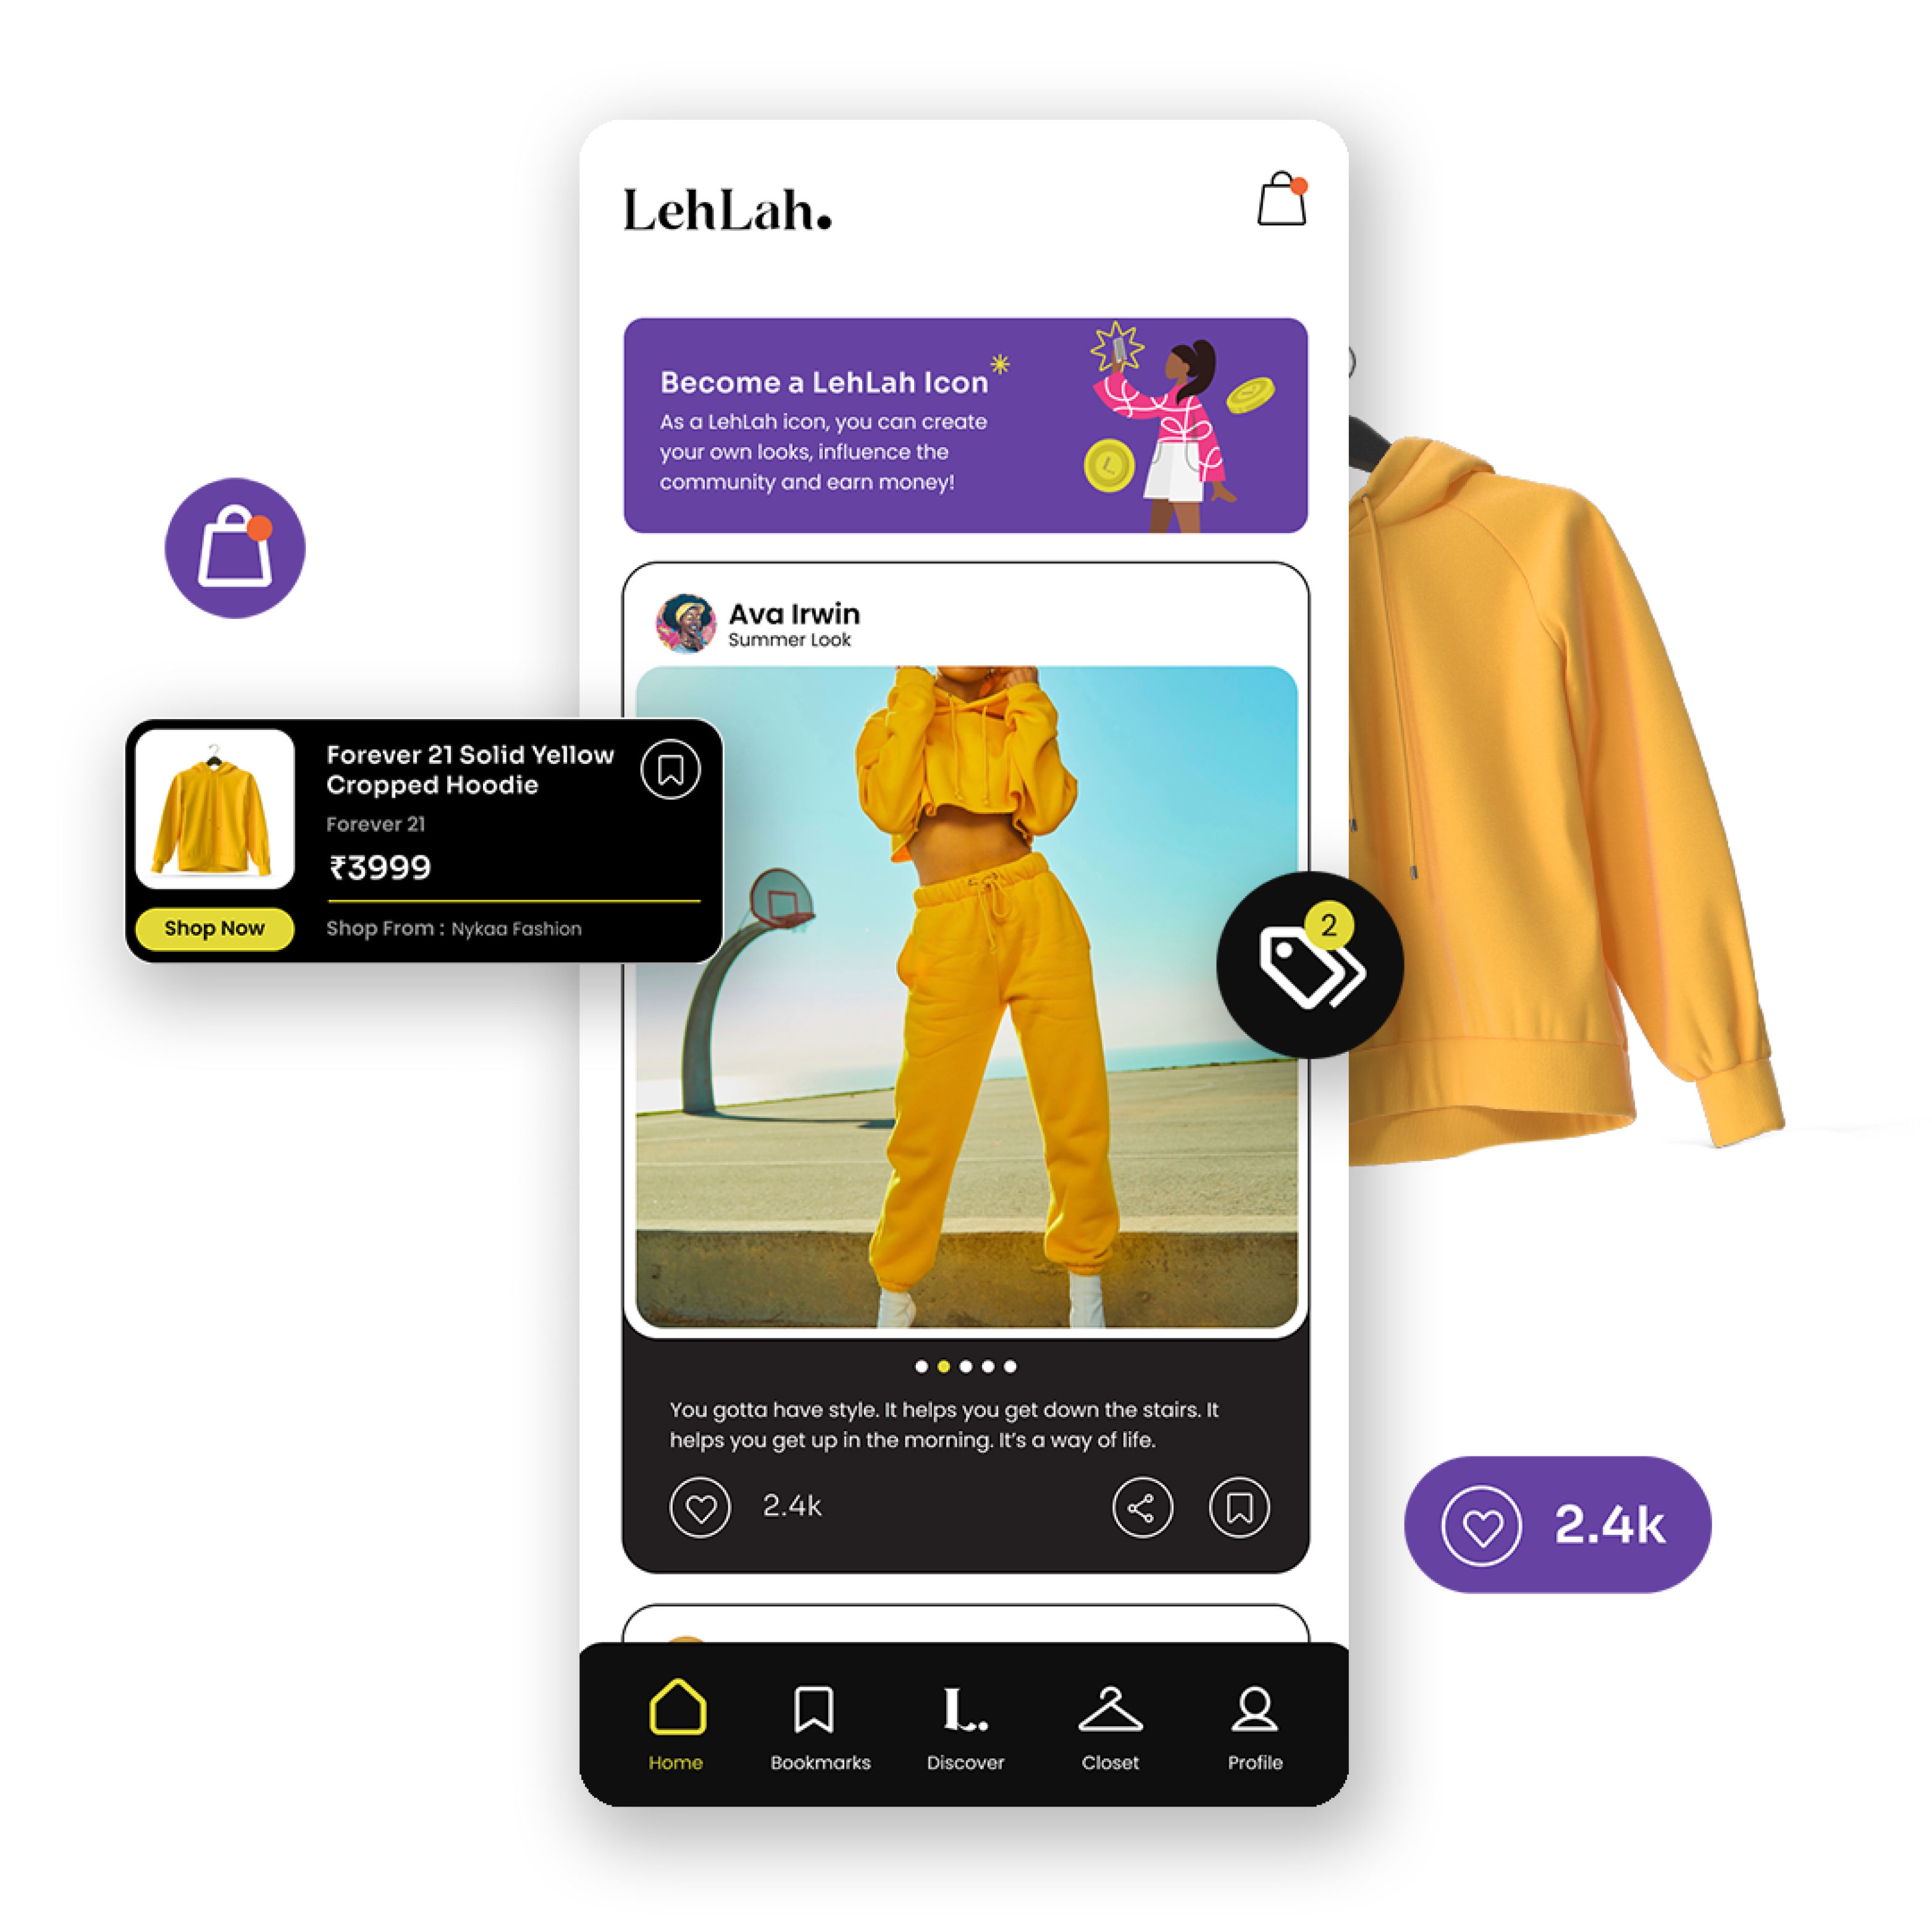 LehLah.
Become a LehLah Icon
As a LehLah icon, you can create
your own looks, influence the
community and earn money!
Ava Irwin
Summer Look
Forever 21 Solid Yellow
Cropped Hoodie
Forever 21
₹3999
Shop Now
Shop From : Nykaa Fashion
2
You gotta have style. It helps you get down the stairs. It
helps you get up in the morning. It's a way of life.
2.4k
2.4k
L.
Home
Bookmarks
Discover
Closet
Profile